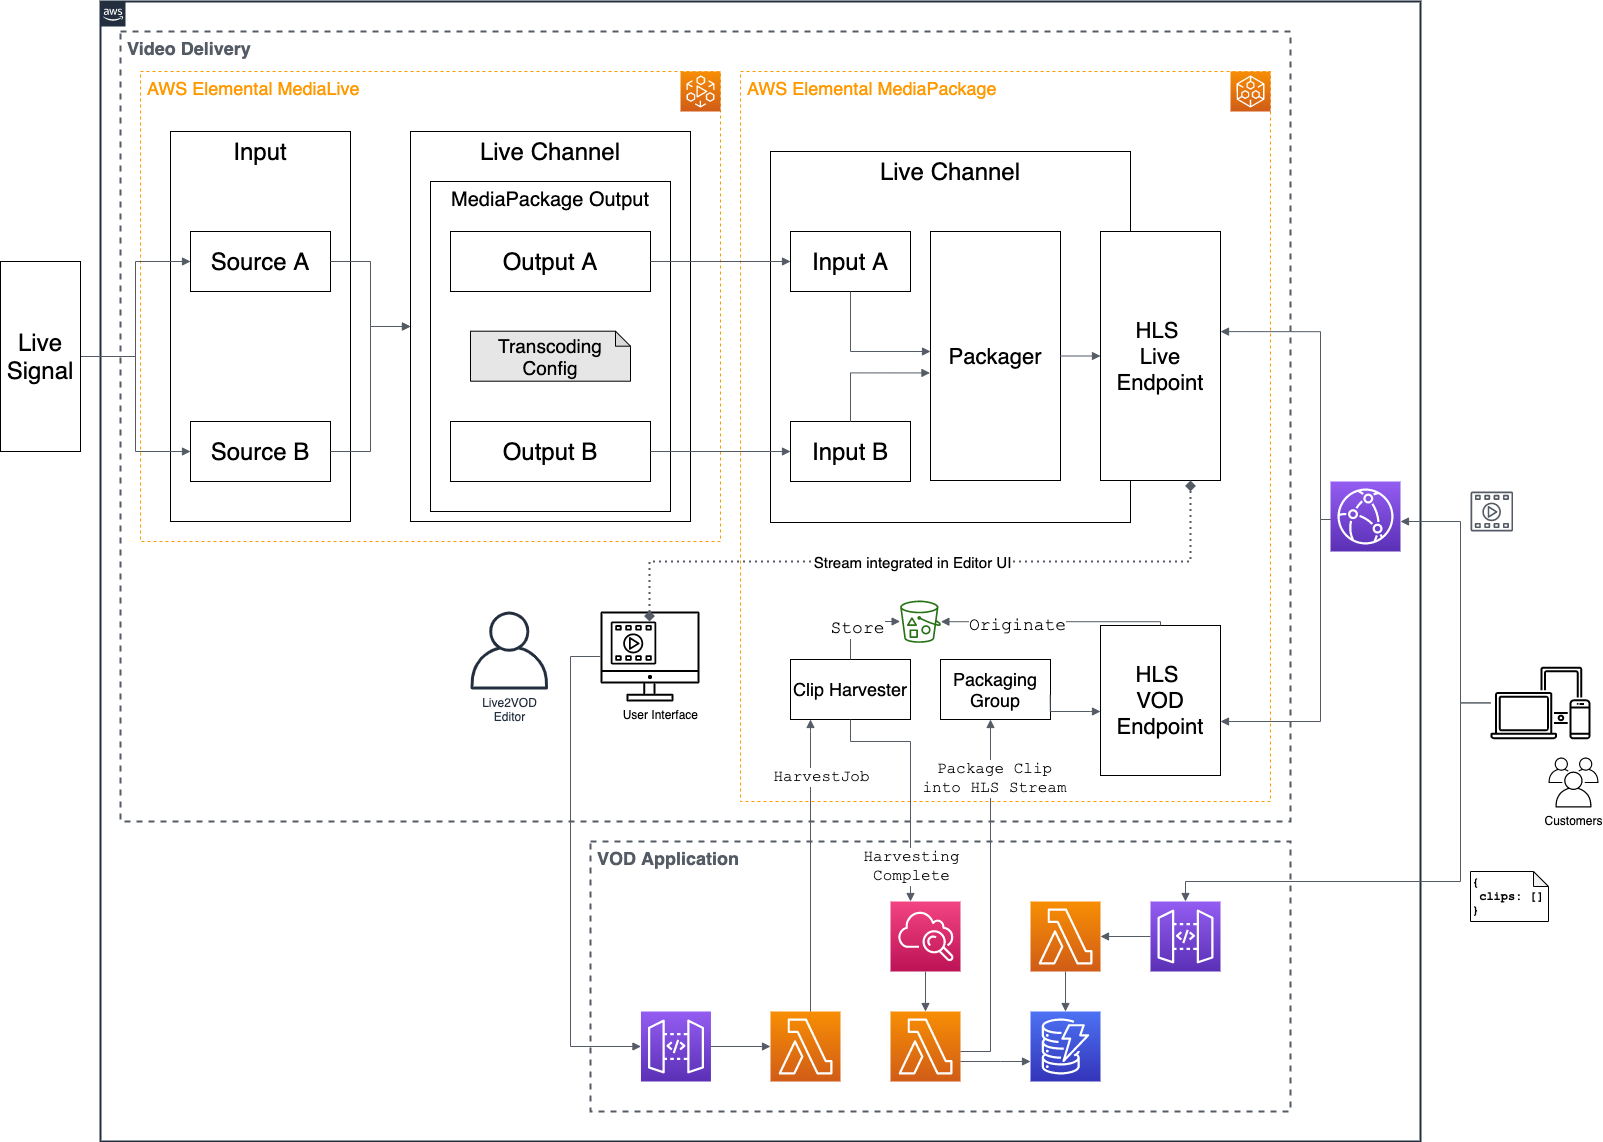 aws
Video Delivery
AWS Elemental MediaLive
AWS Elemental MediaPackage
Input
Live Channel
Live Channel
MediaPackage Output
Source A
Output A
Input A
Live
Signal
Transcoding
Config
Packager
HLS
Live
Endpoint
Source B
Output B
Input B
Stream integrated in Editor UI
Store
Originate
Live2VOD
Editor
User Interface
Clip Harvester
Packaging
Group
HLS
VOD
Endpoint
HarvestJob
Package Clip
into HLS Stream
Customers
VOD Application
Harvesting
Complete
{
clips: []
}
</>
</>